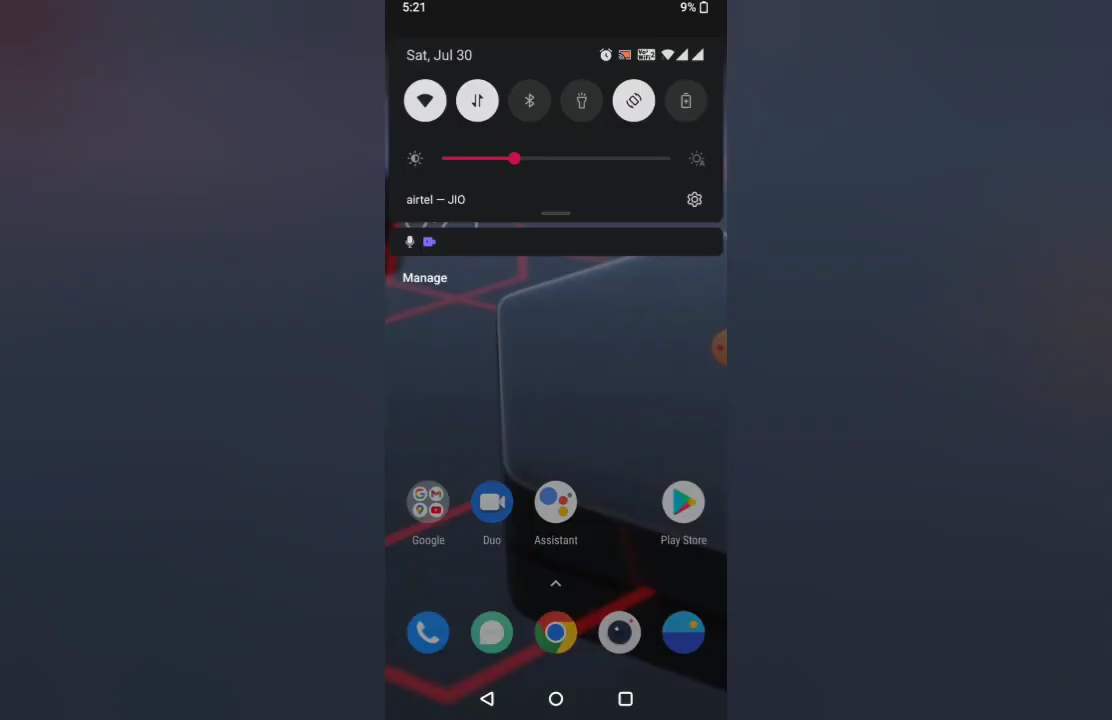 5:21 9%
Sat, Jul 30
airtel — JIO
Manage
Google Duo Assistant Play Store